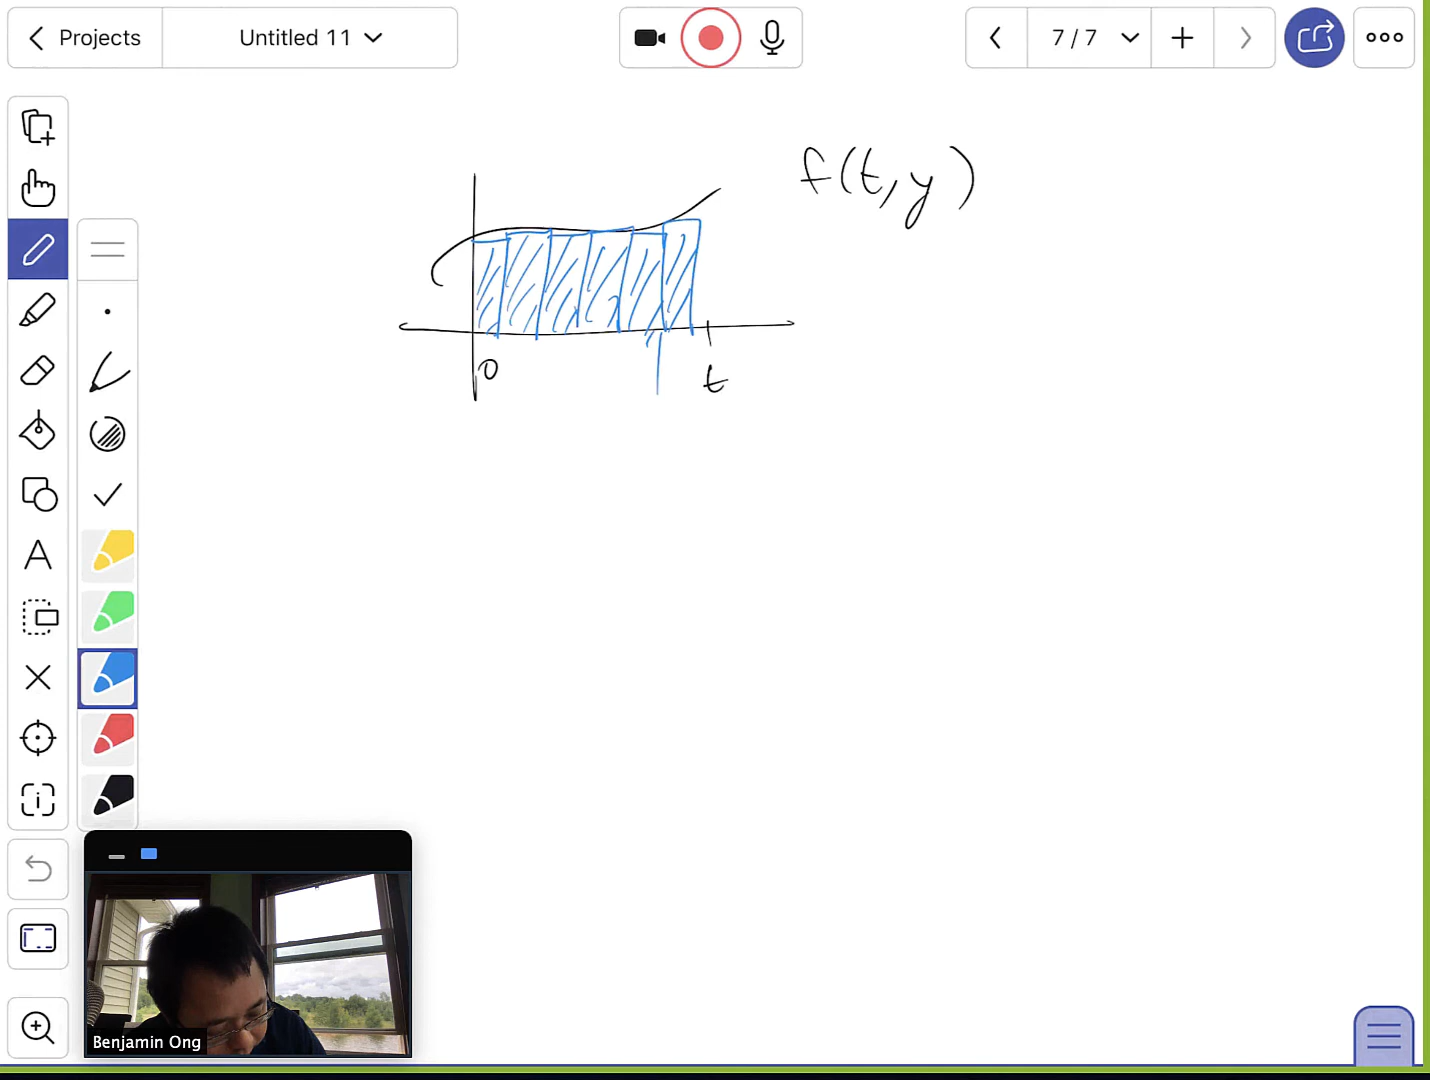 Projects
Untitled 11
7 / 7
f(t,y)
0
t
A
Benjamin Ong